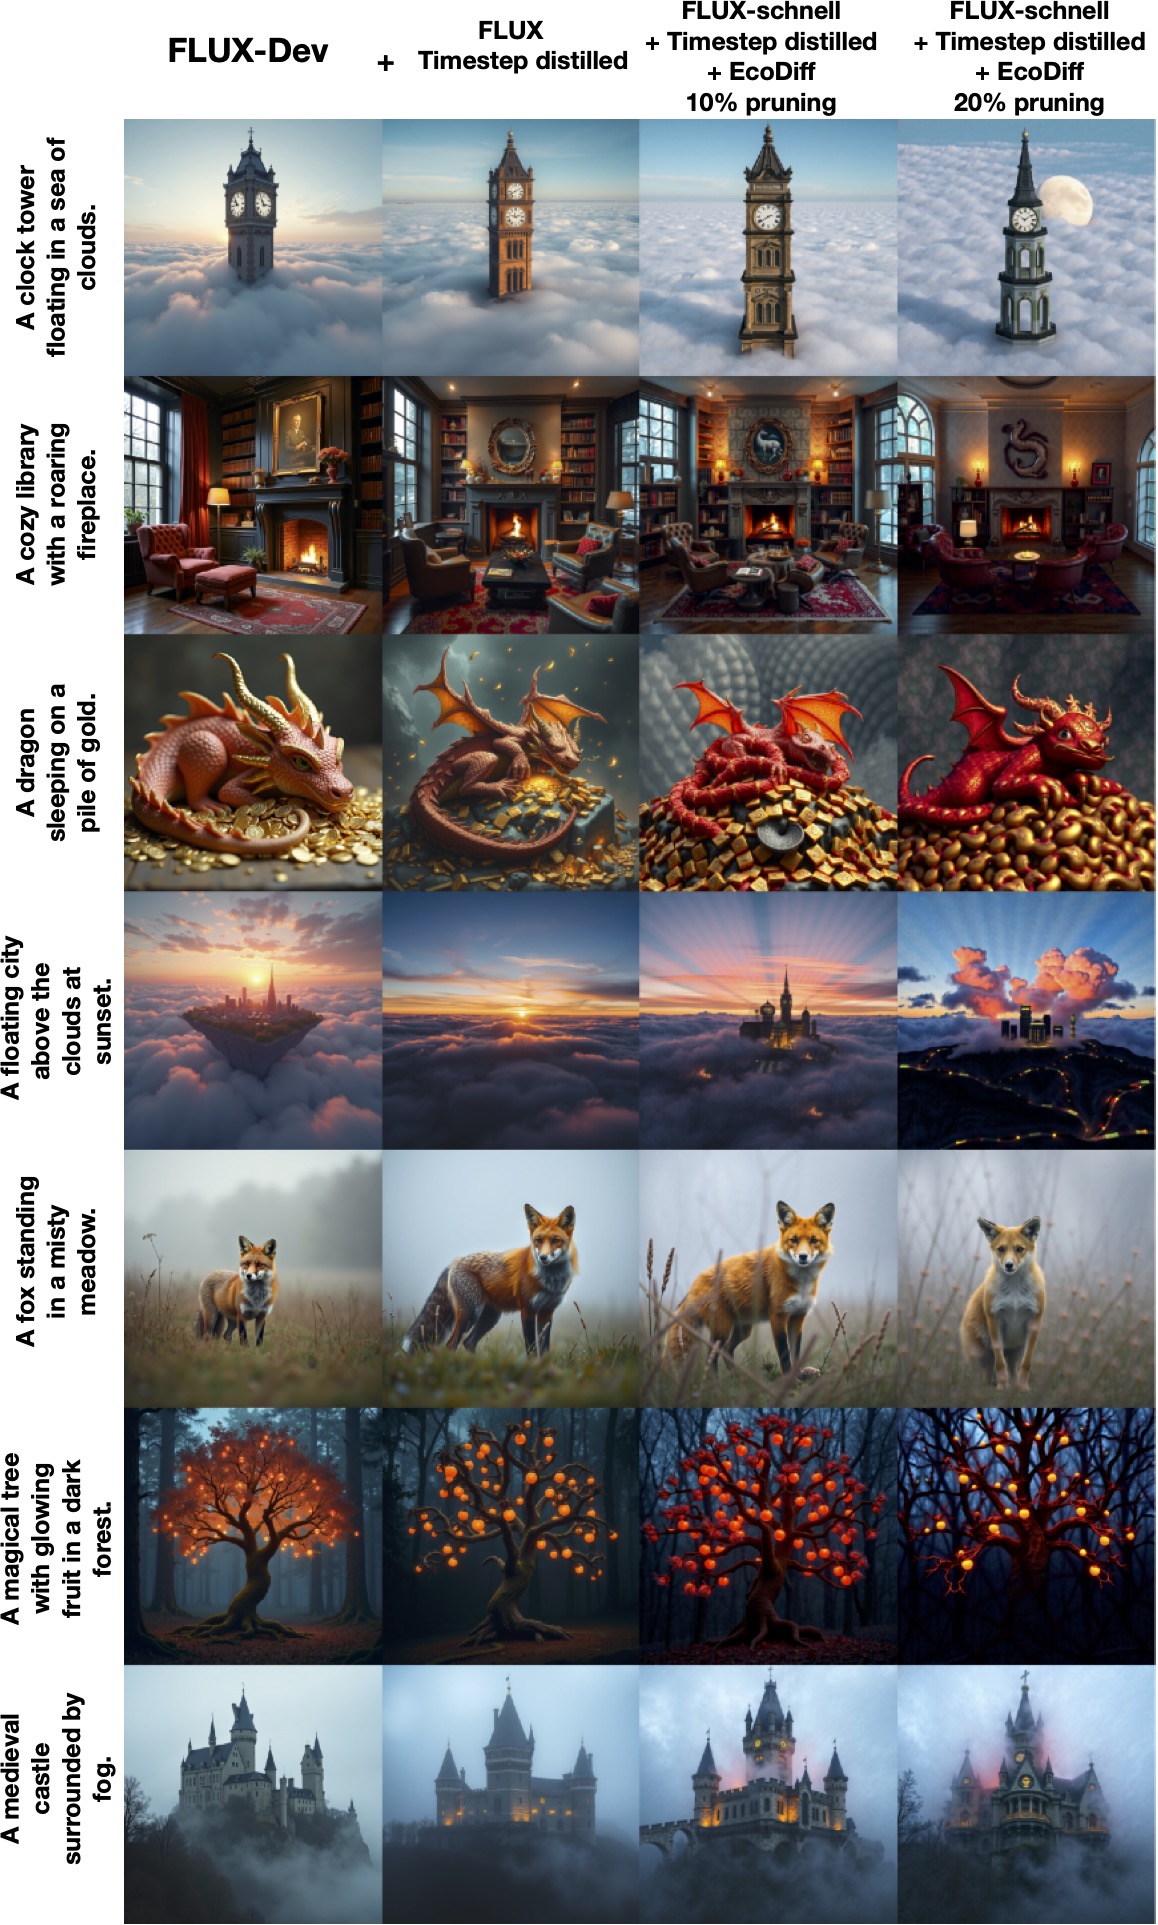 FLUX-Dev
FLUX
+ Timestep distilled
FLUX-schnell
+ Timestep distilled
+ EcoDiff
10% pruning
FLUX-schnell
+ Timestep distilled
+ EcoDiff
20% pruning
A clock tower
floating in a sea of
clouds.
A cozy library
with a roaring
fireplace.
A dragon
sleeping on a
pile of gold.
A floating city
above the
clouds at
sunset.
A fox standing
in a misty
meadow.
A magical tree
with glowing
fruit in a dark
forest.
A medieval
castle
surrounded by
fog.